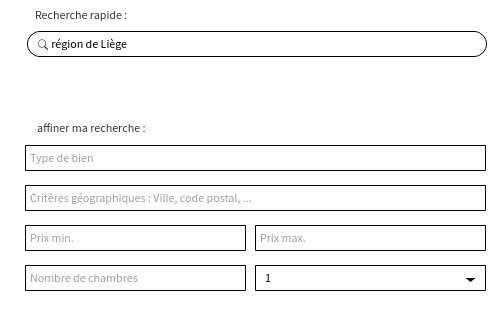 Recherche rapide :
région de Liège
affiner ma recherche :
Type de bien
Critères géographiques : Ville, code postal, ...
Prix min.
Prix max.
Nombre de chambres
1